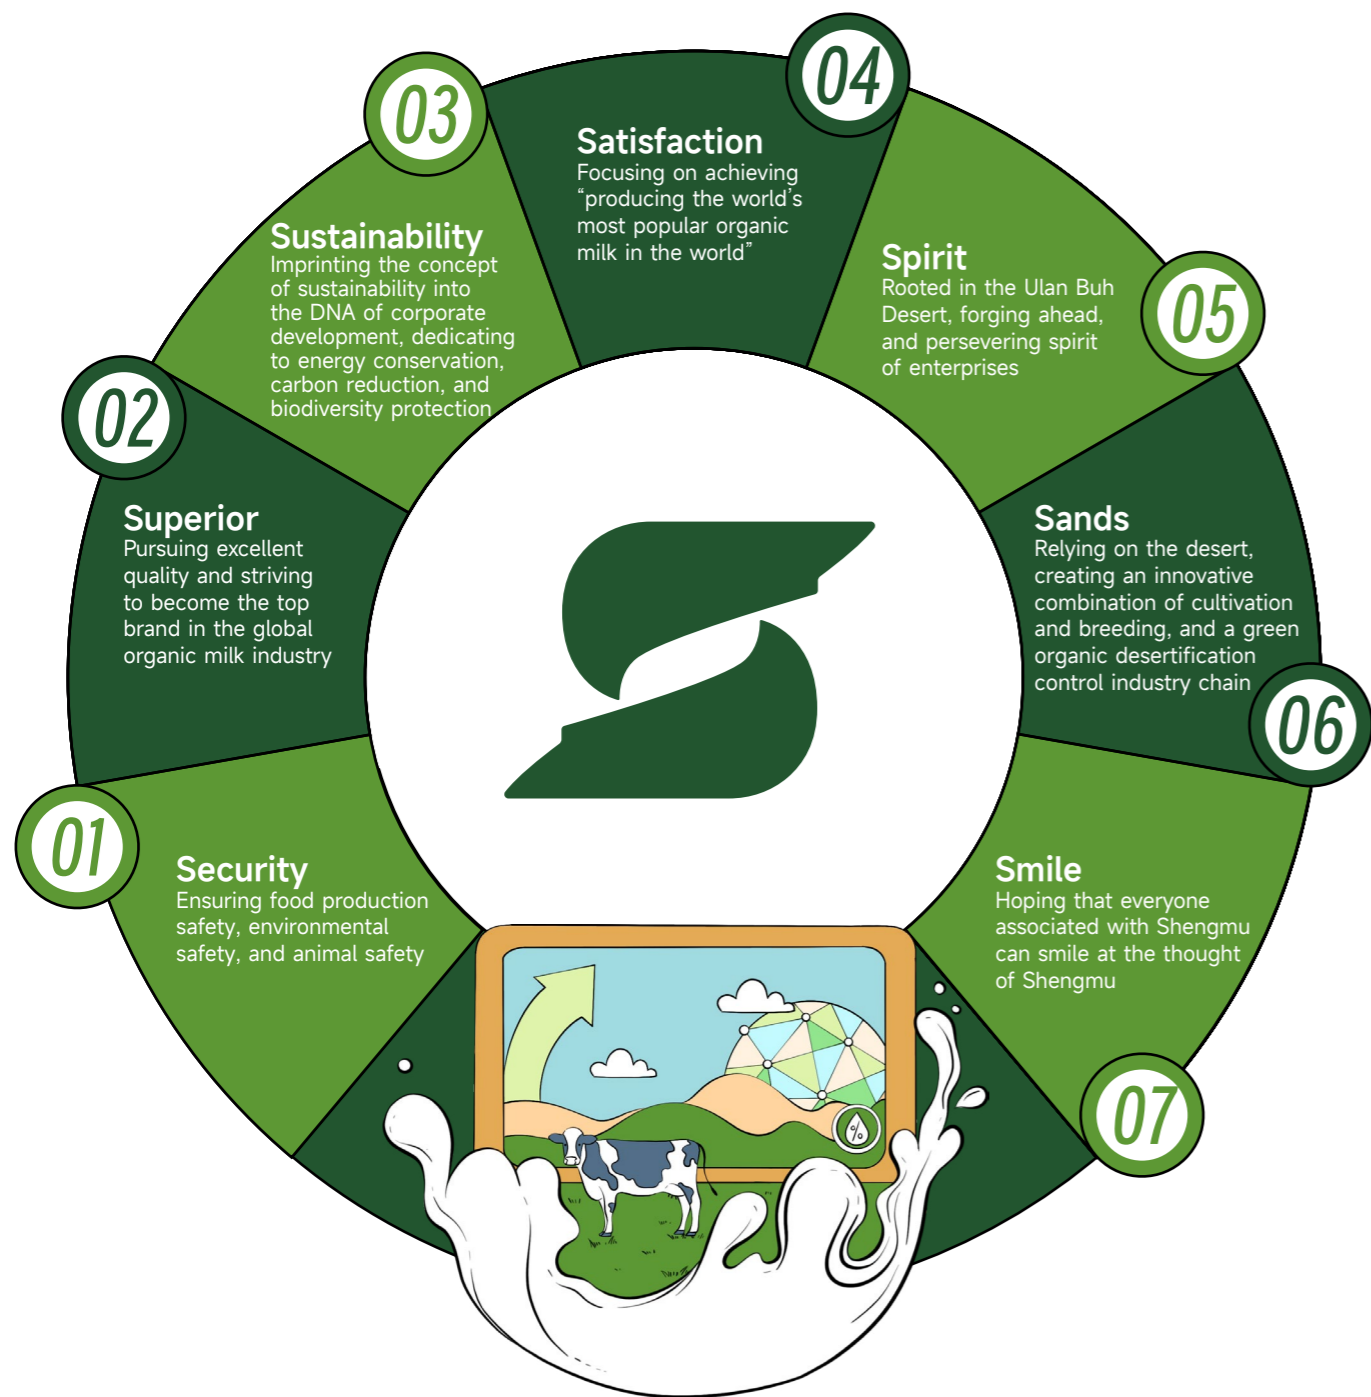 01
Security
Ensuring food production
safety, environmental
safety, and animal safety
02
Superior
Pursuing excellent
quality and striving
to become the top
brand in the global
organic milk industry
03
Sustainability
Imprinting the concept
of sustainability into
the DNA of corporate
development, dedicating
to energy conservation,
carbon reduction, and
biodiversity protection
04
Satisfaction
Focusing on achieving
“producing the world’s
most popular organic
milk in the world”
05
Spirit
Rooted in the Ulan Buh
Desert, forging ahead,
and persevering spirit
of enterprises
06
Sands
Relying on the desert,
creating an innovative
combination of cultivation
and breeding, and a green
organic desertification
control industry chain
07
Smile
Hoping that everyone
associated with Shengmu
can smile at the thought
of Shengmu
%